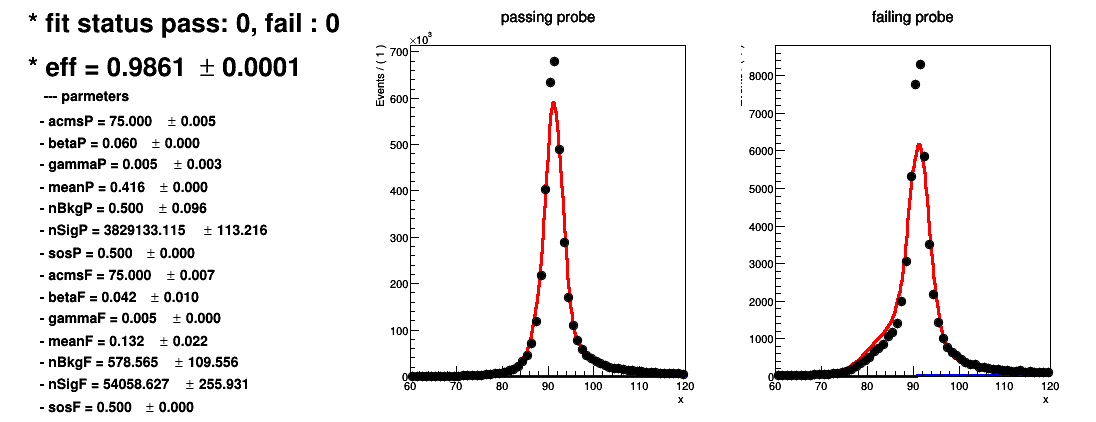 * fit status pass: 0, fail : 0
* eff = 0.9861 ± 0.0001
--- parmeters
- acmsP = 75.000 ± 0.005
- betaP = 0.060 ± 0.000
- gammaP = 0.005 ± 0.003
- meanP = 0.416 ± 0.000
- nBkgP = 0.500 ± 0.096
- nSigP = 3829133.115 ± 113.216
- sosP = 0.500 ± 0.000
- acmsF = 75.000 ± 0.007
- betaF = 0.042 ± 0.010
- gammaF = 0.005 ± 0.000
- meanF = 0.132 ± 0.022
- nBkgF = 578.565 ± 109.556
- nSigF = 54058.627 ± 255.931
- sosF = 0.500 ± 0.000
passing probe
×10³
Events / ( 1 )
700
600
500
400
300
200
100
0
60 70 80 90 100 110 120
x
failing probe
8000
7000
6000
5000
4000
3000
2000
1000
0
60 70 80 90 100 110 120
x